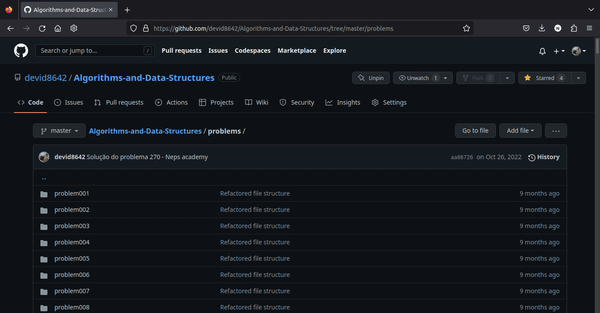 Algorithms-and-Data-Struct
https://github.com/devid8642/Algorithms-and-Data-Structures/tree/master/problems
Search or jump to... / Pull requests Issues Codespaces Marketplace Explore
devid8642 / Algorithms-and-Data-Structures Public Unpin Unwatch 1 Starred 4
Code Issues Pull requests Actions Projects Wiki Security Insights Settings
master Algorithms-and-Data-Structures / problems / Go to file Add file ...
devid8642 Solução do problema 270 - Neps academy on Oct 26, 2022 History
..
problem001 Refactored file structure 9 months ago
problem002 Refactored file structure 9 months ago
problem003 Refactored file structure 9 months ago
problem004 Refactored file structure 9 months ago
problem005 Refactored file structure 9 months ago
problem006 Refactored file structure 9 months ago
problem007 Refactored file structure 9 months ago
problem008 Refactored file structure 9 months ago